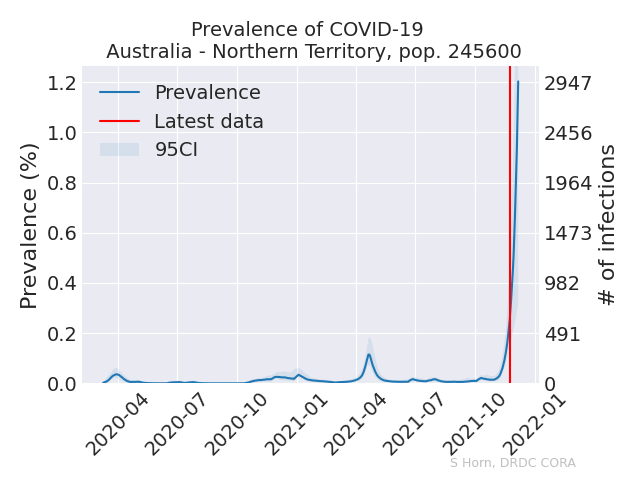 Prevalence of COVID-19
Australia - Northern Territory, pop. 245600
Prevalence
Latest data
95CI
Prevalence (%)
1.2
1.0
0.8
0.6
0.4
0.2
0.0
2947
2456
1964
1473
982
491
0
# of infections
2020-04
2020-07
2020-10
2021-01
2021-04
2021-07
2021-10
2022-01
S Horn, DRDC CORA